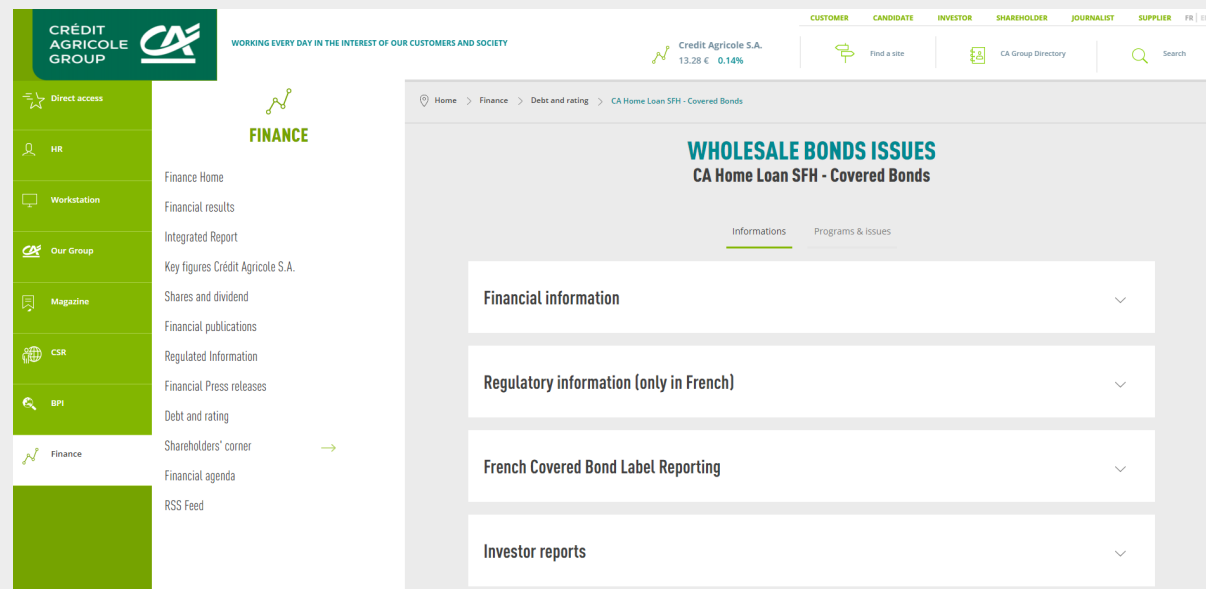 CUSTOMER CANDIDATE INVESTOR SHAREHOLDER JOURNALIST SUPPLIER FR
CRÉDIT
AGRICOLE
GROUP
WORKING EVERY DAY IN THE INTEREST OF OUR CUSTOMERS AND SOCIETY
Credit Agricole S.A.
13.28 € 0.14%
Find a site
CA Group Directory
Search
Direct access
HR
Workstation
Our Group
Magazine
CSR
BPI
Finance
FINANCE
Finance Home
Financial results
Integrated Report
Key figures Crédit Agricole S.A.
Shares and dividend
Financial publications
Regulated Information
Financial Press releases
Debt and rating
Shareholders' corner
Financial agenda
RSS Feed
Home > Finance > Debt and rating > CA Home Loan SFH - Covered Bonds
WHOLESALE BONDS ISSUES
CA Home Loan SFH - Covered Bonds
Informations Programs & issues
Financial information
Regulatory information (only in French)
French Covered Bond Label Reporting
Investor reports